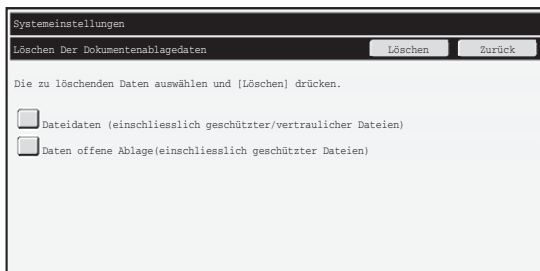 Systemeinstellungen
Löschen Der Dokumentenablagedaten Löschen Zurück
Die zu löschenden Daten auswählen und [Löschen] drücken.
Dateidaten (einschliesslich geschützter/vertraulicher Dateien)
Daten offene Ablage(einschliesslich geschützter Dateien)